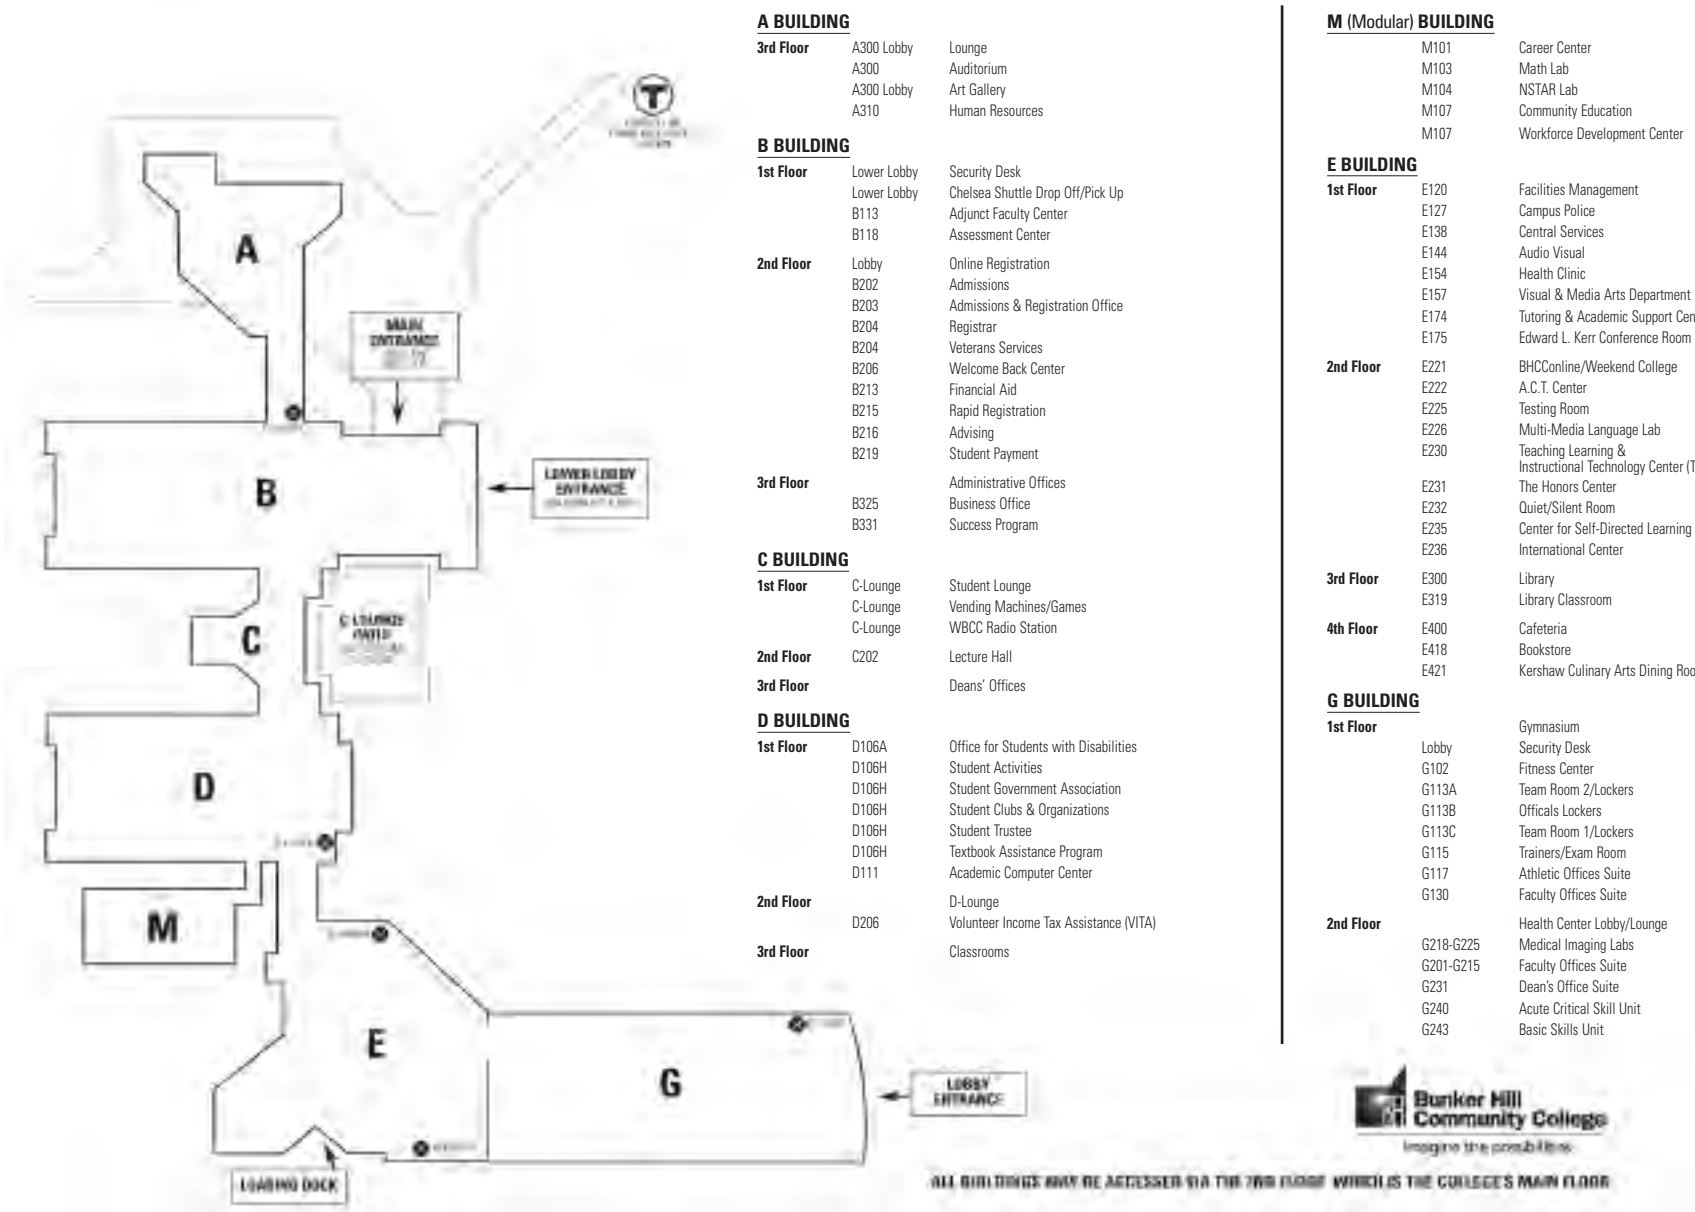 T
A
MAIN
ENTRANCE
B
LOWER LOBBY
ENTRANCE
C
C LOUNGE
PATIO
D
M
E
G
LOBBY
ENTRANCE
LOADING DOCK
A BUILDING
3rd Floor A300 Lobby Lounge
A300 Auditorium
A300 Lobby Art Gallery
A310 Human Resources
B BUILDING
1st Floor Lower Lobby Security Desk
Lower Lobby Chelsea Shuttle Drop Off/Pick Up
B113 Adjunct Faculty Center
B118 Assessment Center
2nd Floor Lobby Online Registration
B202 Admissions
B203 Admissions & Registration Office
B204 Registrar
B204 Veterans Services
B206 Welcome Back Center
B213 Financial Aid
B215 Rapid Registration
B216 Advising
B219 Student Payment
3rd Floor Administrative Offices
B325 Business Office
B331 Success Program
C BUILDING
1st Floor C-Lounge Student Lounge
C-Lounge Vending Machines/Games
C-Lounge WBCC Radio Station
2nd Floor C202 Lecture Hall
3rd Floor Deans' Offices
D BUILDING
1st Floor D106A Office for Students with Disabilities
D106H Student Activities
D106H Student Government Association
D106H Student Clubs & Organizations
D106H Student Trustee
D106H Textbook Assistance Program
D111 Academic Computer Center
2nd Floor D-Lounge
D206 Volunteer Income Tax Assistance (VITA)
3rd Floor Classrooms
M (Modular) BUILDING
M101 Career Center
M103 Math Lab
M104 NSTAR Lab
M107 Community Education
M107 Workforce Development Center
E BUILDING
1st Floor E120 Facilities Management
E127 Campus Police
E138 Central Services
E144 Audio Visual
E154 Health Clinic
E157 Visual & Media Arts Department
E174 Tutoring & Academic Support Cen
E175 Edward L. Kerr Conference Room
2nd Floor E221 BHCConline/Weekend College
E222 A.C.T. Center
E225 Testing Room
E226 Multi-Media Language Lab
E230 Teaching Learning &
Instructional Technology Center (T
E231 The Honors Center
E232 Quiet/Silent Room
E235 Center for Self-Directed Learning
E236 International Center
3rd Floor E300 Library
E319 Library Classroom
4th Floor E400 Cafeteria
E418 Bookstore
E421 Kershaw Culinary Arts Dining Roo
G BUILDING
1st Floor Gymnasium
Lobby Security Desk
G102 Fitness Center
G113A Team Room 2/Lockers
G113B Officals Lockers
G113C Team Room 1/Lockers
G115 Trainers/Exam Room
G117 Athletic Offices Suite
G130 Faculty Offices Suite
2nd Floor Health Center Lobby/Lounge
G218-G225 Medical Imaging Labs
G201-G215 Faculty Offices Suite
G231 Dean's Office Suite
G240 Acute Critical Skill Unit
G243 Basic Skills Unit
Bunker Hill
Community College
imagine the possibilities
ALL BUILDINGS MAY BE ACCESSED VIA THE 2ND FLOOR WHICH IS THE COLLEGE'S MAIN FLOOR